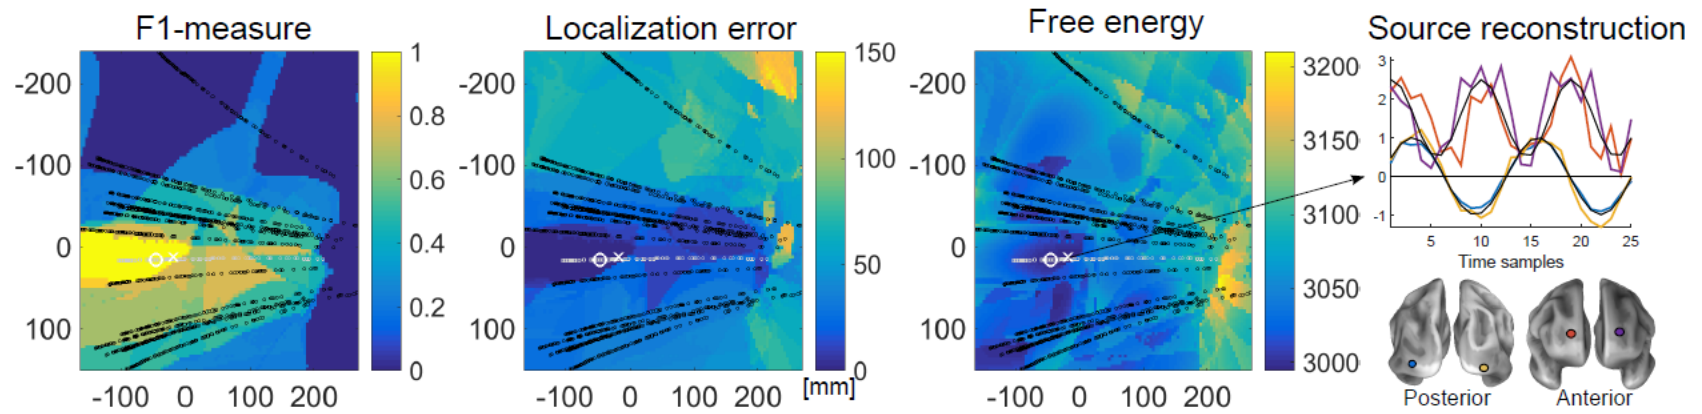 F1-measure
-200
-100
0
100
-100 0 100 200
1
0.8
0.6
0.4
0.2
0
Localization error
-200
-100
0
100
-100 0 100 200
150
100
50
0
[mm]
Free energy
-200
-100
0
100
-100 0 100 200
3200
3150
3100
3050
3000
Source reconstruction
3
2
1
0
-1
5 10 15 20 25
Time samples
Posterior Anterior